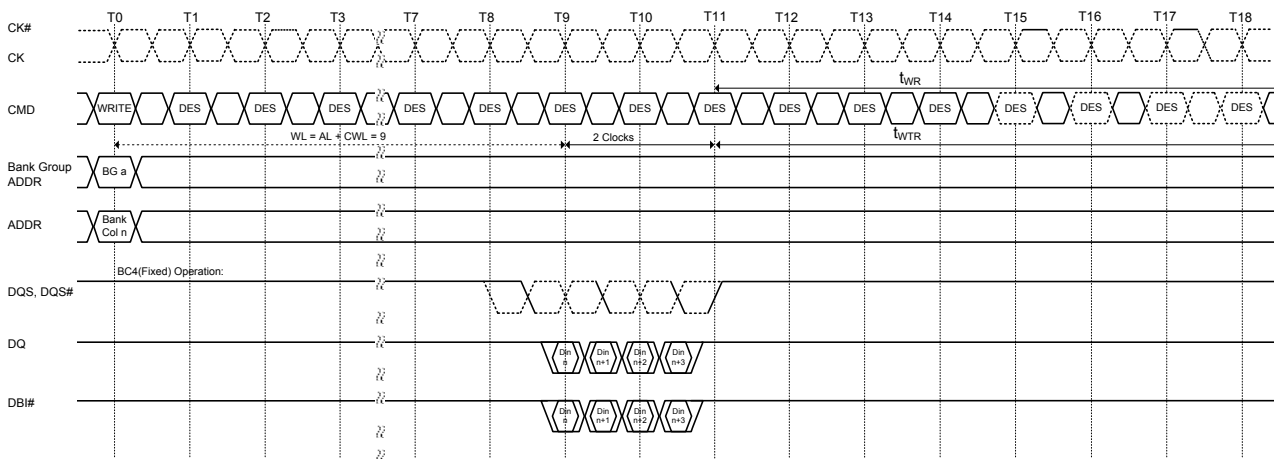 T0 T1 T2 T3 T7 T8 T9 T10 T11 T12 T13 T14 T15 T16 T17 T18
CK#
CK
tWR
CMD WRITE DES DES DES DES DES DES DES DES DES DES DES DES DES DES DES
WL = AL + CWL = 9 2 Clocks tWTR
Bank Group
ADDR
BG a
ADDR
Bank
Col n
BC4(Fixed) Operation:
DQS, DQS#
DQ
Din n Din n+1 Din n+2 Din n+3
DBI#
Din n Din n+1 Din n+2 Din n+3